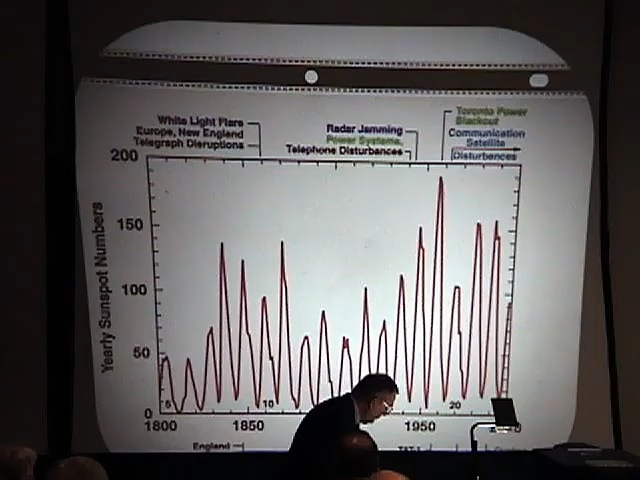 Toronto Power
Blackout
White Light Flare
Europe, New England
Telegraph Disruptions
Radar Jamming
Power Systems,
Telephone Disturbances
Communication
Satellite
Disturbances
200
150
100
50
0
Yearly Sunspot Numbers
5
10
20
1800
1850
1950
England